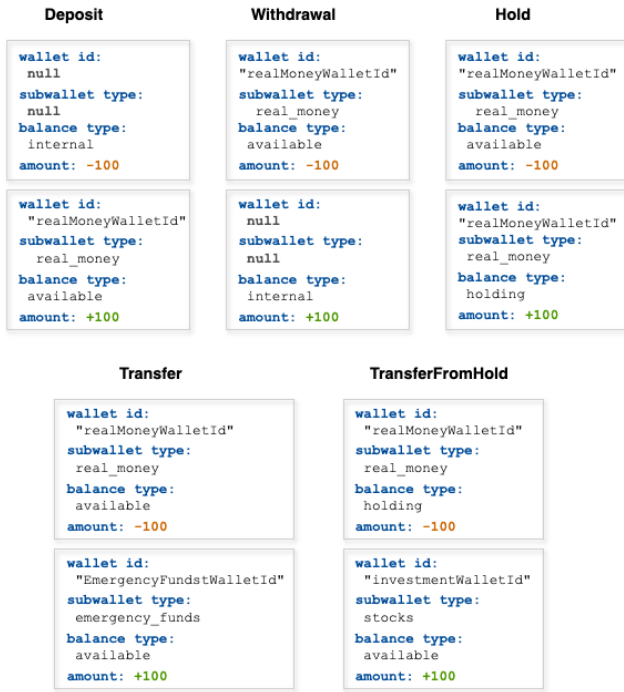 Deposit
wallet id:
null
subwallet type:
null
balance type:
internal
amount: -100
wallet id:
"realMoneyWalletId"
subwallet type:
real_money
balance type:
available
amount: +100
Withdrawal
wallet id:
"realMoneyWalletId"
subwallet type:
real_money
balance type:
available
amount: -100
wallet id:
null
subwallet type:
null
balance type:
internal
amount: +100
Hold
wallet id:
"realMoneyWalletId"
subwallet type:
real_money
balance type:
available
amount: -100
wallet id:
"realMoneyWalletId"
subwallet type:
real_money
balance type:
holding
amount: +100
Transfer
wallet id:
"realMoneyWalletId"
subwallet type:
real_money
balance type:
available
amount: -100
wallet id:
"EmergencyFundstWalletId"
subwallet type:
emergency_funds
balance type:
available
amount: +100
TransferFromHold
wallet id:
"realMoneyWalletId"
subwallet type:
real_money
balance type:
holding
amount: -100
wallet id:
"investmentWalletId"
subwallet type:
stocks
balance type:
available
amount: +100